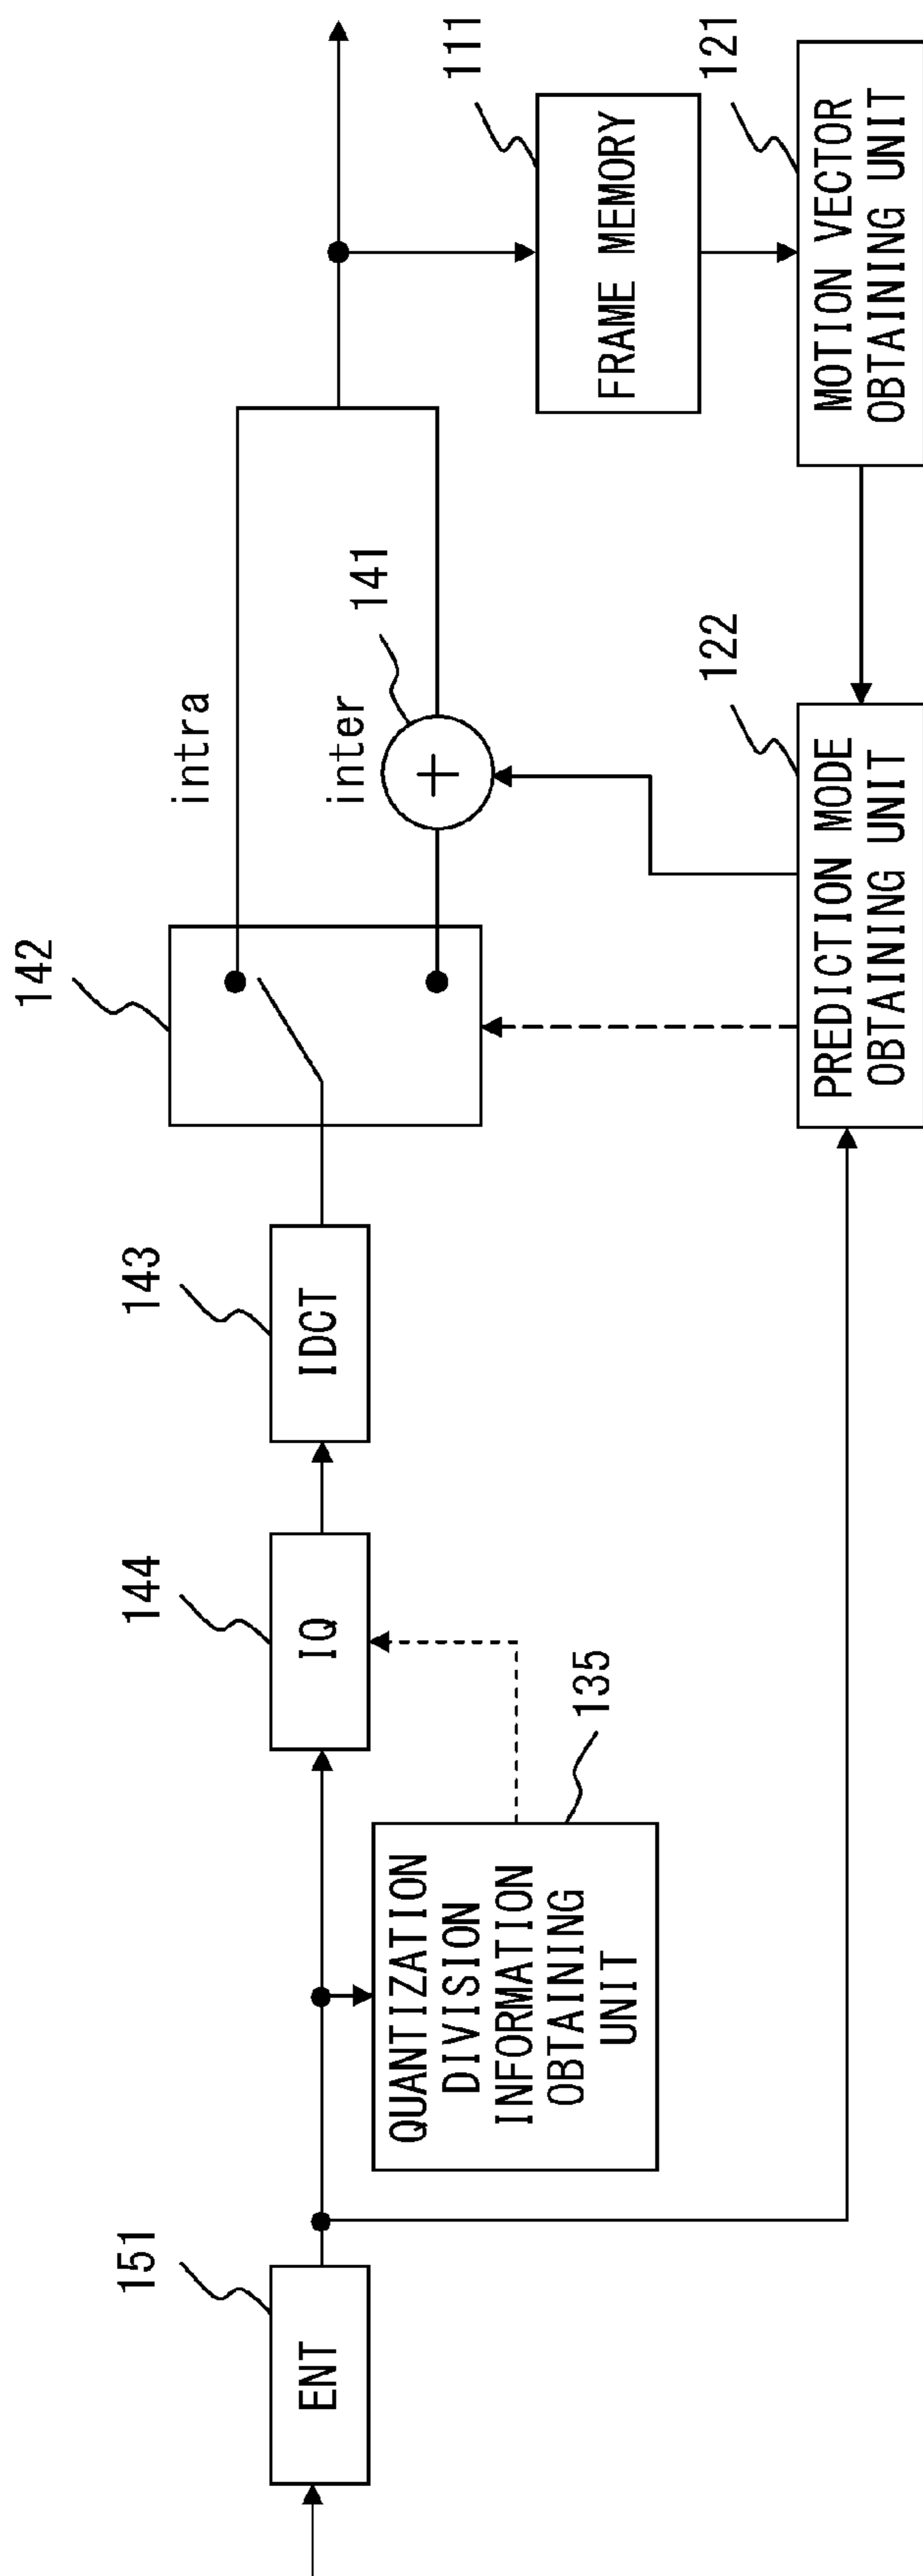 151
ENT
QUANTIZATION
DIVISION
INFORMATION
OBTAINING
UNIT
135
144
IQ
143
IDCT
142
intra
inter
141
122
PREDICTION MODE
OBTAINING UNIT
111
FRAME MEMORY
121
MOTION VECTOR
OBTAINING UNIT